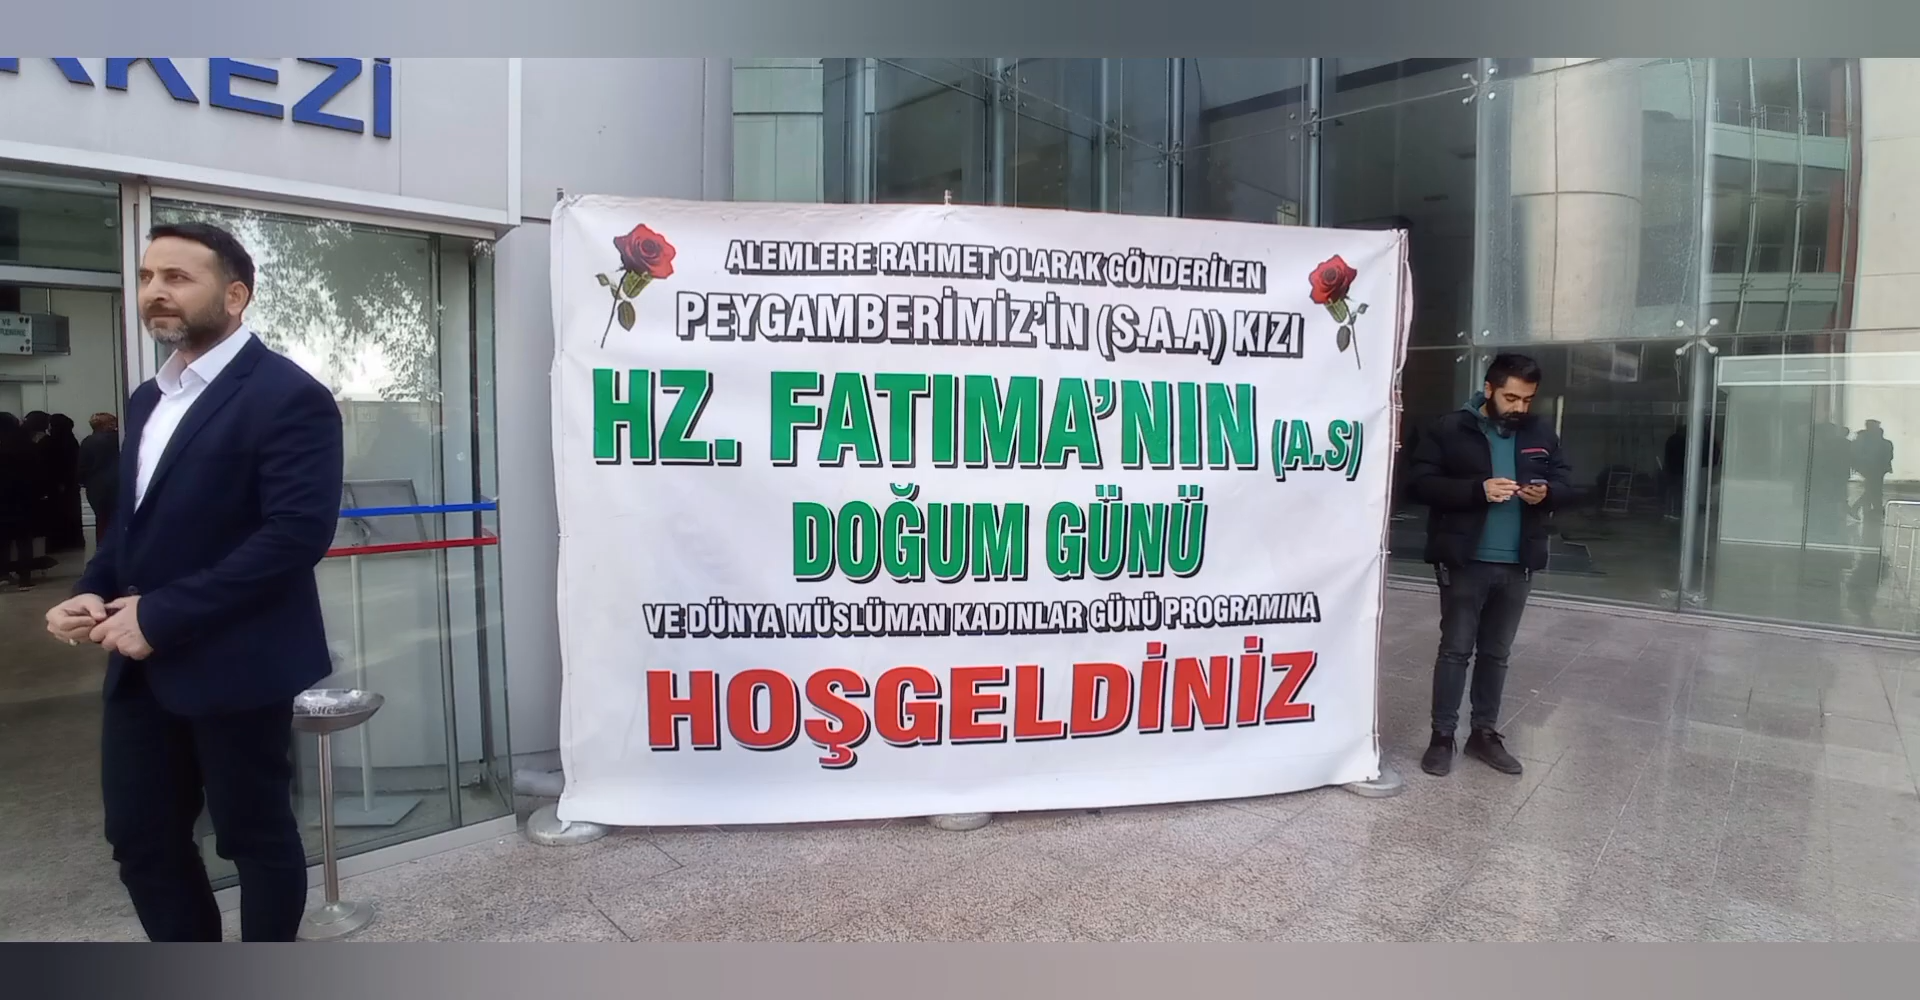 ALEMLERE RAHMET OLARAK GÖNDERİLEN
PEYGAMBERİMİZ'İN (S.A.A) KIZI
HZ. FATIMA'NIN (A.S)
DOĞUM GÜNÜ
VE DÜNYA MÜSLÜMAN KADINLAR GÜNÜ PROGRAMINA
HOŞGELDİNİZ